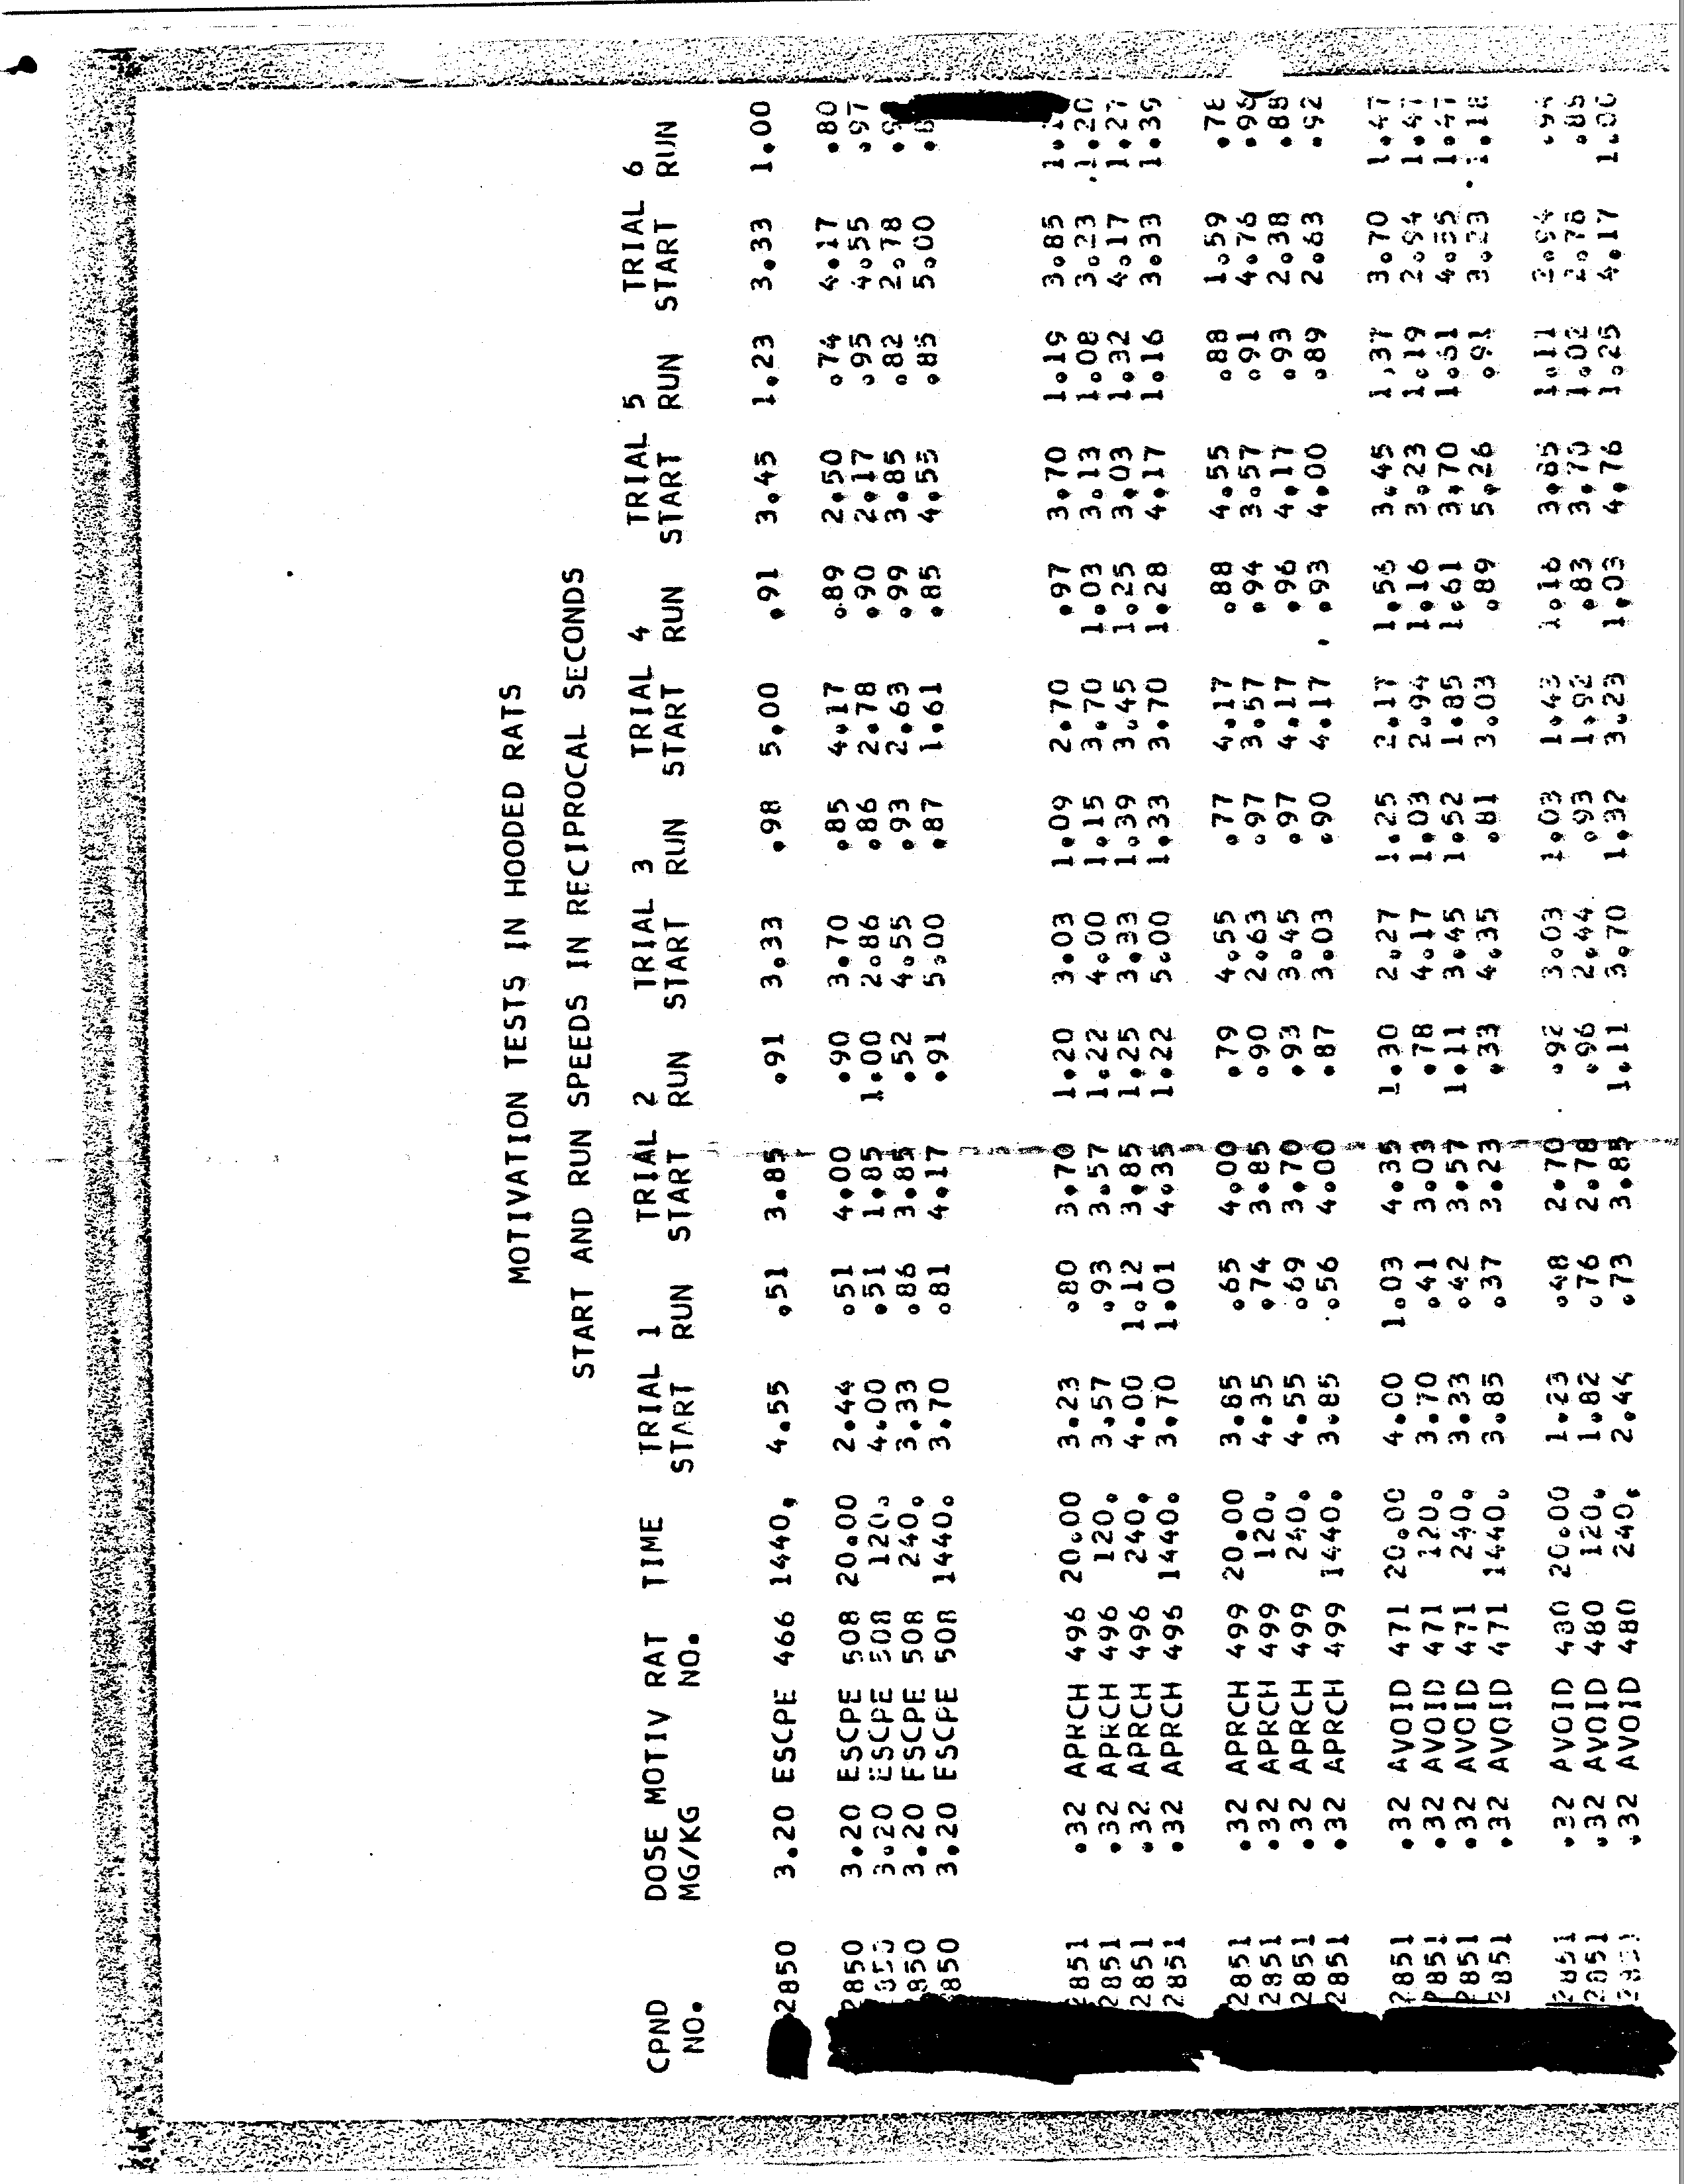 MOTIVATION TESTS IN HOODED RATS
START AND RUN SPEEDS IN RECIPROCAL SECONDS
CPND DOSE MOTIV RAT TIME TRIAL 1 TRIAL 2 TRIAL 3 TRIAL 4 TRIAL 5 TRIAL 6
NO. MG/KG NO. START RUN START RUN START RUN START RUN START RUN START RUN
2850 3.20 ESCPE 466 1440. 4.55 .51 3.85 .91 3.33 .98 5.00 .91 3.45 1.23 3.33 1.00
2850 3.20 ESCPE 508 20.00 2.44 .51 4.00 .90 3.70 .85 4.17 .89 2.50 .74 4.17 .80
3.20 ESCPE 508 120. 4.00 .51 1.85 1.00 2.86 .86 2.78 .90 2.17 .95 4.55 .97
2850 3.20 ESCPE 508 240. 3.33 .86 3.85 .52 4.55 .93 2.63 .99 3.85 .82 2.78
2850 3.20 ESCPE 508 1440. 3.70 .81 4.17 .91 5.00 .87 1.61 .85 4.55 .85 5.00
2851 .32 APRCH 496 20.00 3.23 .80 3.70 1.20 3.03 1.09 2.70 .97 3.70 1.19 3.85
2851 .32 APRCH 496 120. 3.57 .93 3.57 1.22 4.00 1.15 3.70 1.03 3.13 1.08 3.23 1.20
2851 .32 APRCH 496 240. 4.00 1.12 3.85 1.25 3.33 1.39 3.45 1.25 3.03 1.32 4.17 1.27
2851 .32 APRCH 496 1440. 3.70 1.01 4.35 1.22 5.00 1.33 3.70 1.28 4.17 1.16 3.33 1.39
2851 .32 APRCH 499 20.00 3.85 .65 4.00 .79 4.55 .77 4.17 .88 4.55 .88 1.59 .78
2851 .32 APRCH 499 120. 4.35 .74 3.85 .90 2.63 .97 3.57 .94 3.57 .91 4.76 .96
2851 .32 APRCH 499 240. 4.55 .69 3.70 .93 3.45 .97 4.17 .96 4.17 .93 2.38 .88
2851 .32 APRCH 499 1440. 3.85 .56 4.00 .87 3.03 .90 4.17 .93 4.00 .89 2.63 .92
2851 .32 AVOID 471 20.00 4.00 1.03 4.35 1.30 2.27 1.25 2.17 1.56 3.45 1.37 3.70 1.47
2851 .32 AVOID 471 120. 3.70 .41 3.03 .78 4.17 1.03 2.94 1.16 3.23 1.19 2.94 1.47
2851 .32 AVOID 471 240. 3.33 .42 3.57 1.11 3.45 1.52 1.85 1.61 3.70 1.61 4.55 1.47
2851 .32 AVOID 471 1440. 3.85 .37 3.23 .33 4.35 .81 3.03 .89 5.26 .91 3.23 1.18
2851 .32 AVOID 480 20.00 1.23 .48 2.70 .92 3.03 1.03 1.43 1.16 3.85 1.11 2.94 .94
2851 .32 AVOID 480 120. 1.82 .76 2.78 .96 2.44 .93 1.92 .83 3.70 1.02 2.78 .85
2851 .32 AVOID 480 240. 2.44 .73 3.85 1.11 3.70 1.32 3.23 1.03 4.76 1.25 4.17 1.00